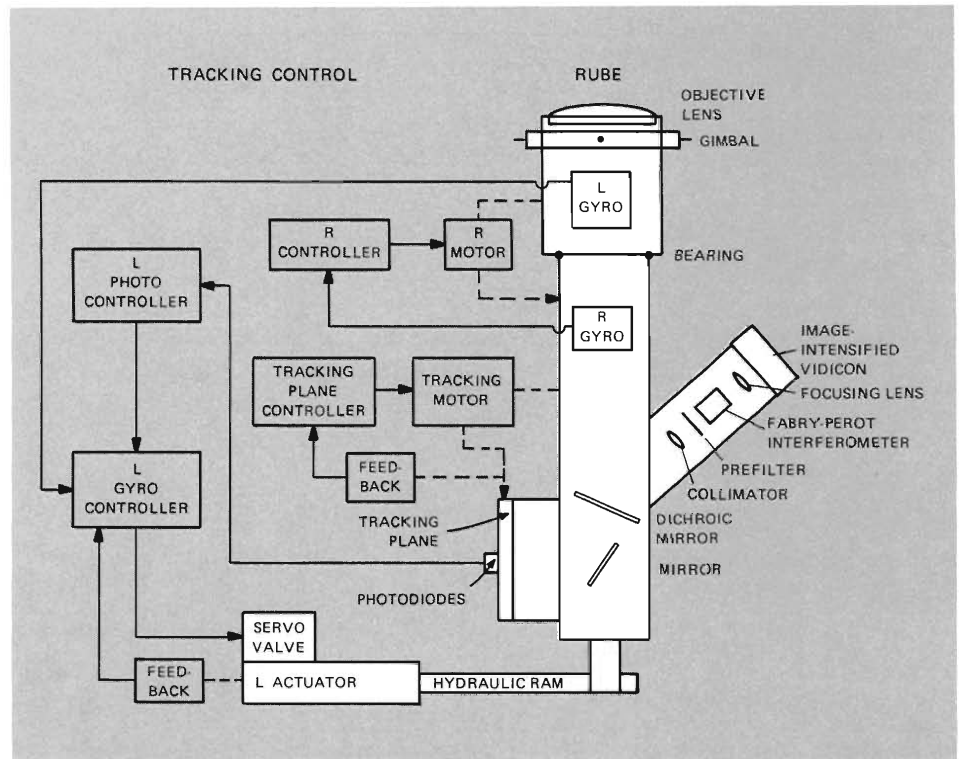 TRACKING CONTROL
RUBE
OBJECTIVE
LENS
GIMBAL
L
GYRO
R
CONTROLLER
R
MOTOR
BEARING
L
PHOTO
CONTROLLER
R
GYRO
IMAGE-
INTENSIFIED
VIDICON
TRACKING
PLANE
CONTROLLER
TRACKING
MOTOR
FOCUSING LENS
FABRY-PEROT
INTERFEROMETER
PREFILTER
COLLIMATOR
L
GYRO
CONTROLLER
FEED-
BACK
TRACKING
PLANE
DICHROIC
MIRROR
MIRROR
PHOTODIODES
SERVO
VALVE
FEED-
BACK
L ACTUATOR
HYDRAULIC RAM